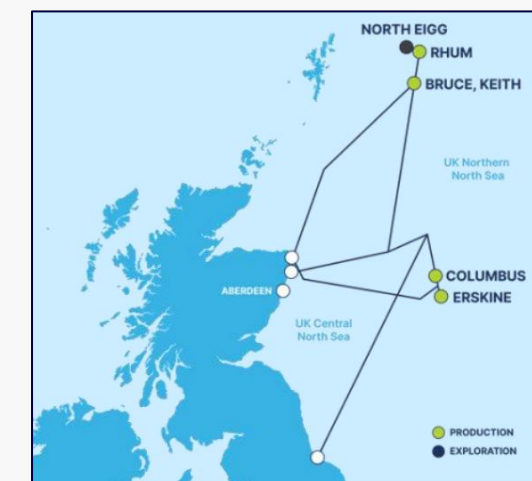 NORTH EIGG
RHUM
BRUCE, KEITH
UK Northern
North Sea
COLUMBUS
ABERDEEN
ERSKINE
UK Central
North Sea
PRODUCTION
EXPLORATION